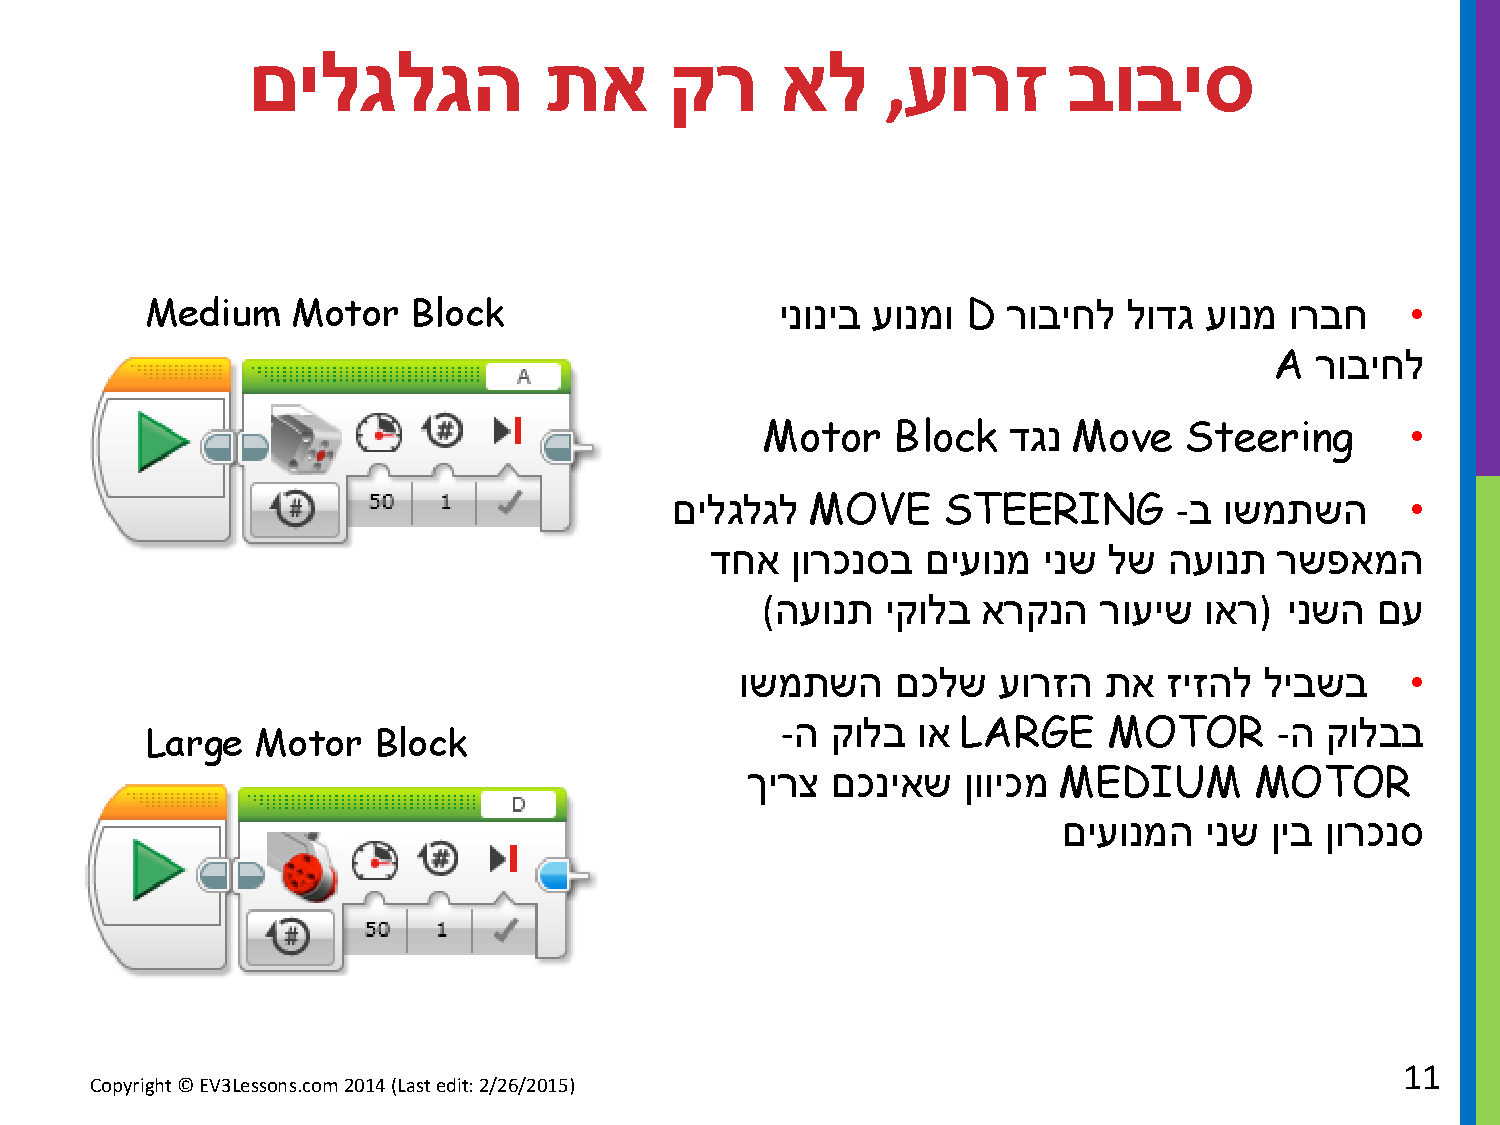 סיבוב זרוע, לא רק את הגלגלים
Medium Motor Block
A
50 1
Large Motor Block
D
50 1
• חברו מנוע גדול לחיבור D ומנוע בינוני
לחיבור A
• Move Steering נגד Motor Block
• השתמשו ב- MOVE STEERING לגלגלים
המאפשר תנועה של שני מנועים בסנכרון אחד
עם השני (ראו שיעור הנקרא בלוקי תנועה)
• בשביל להזיז את הזרוע שלכם השתמשו
בבלוק ה- LARGE MOTOR או בלוק ה-
MEDIUM MOTOR מכיוון שאינכם צריך
סנכרון בין שני המנועים
Copyright © EV3Lessons.com 2014 (Last edit: 2/26/2015)
11